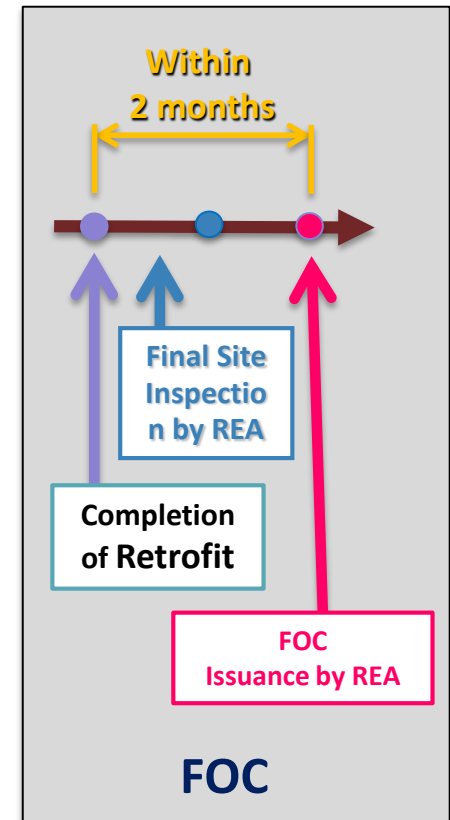 Within
2 months
Final Site
Inspectio
n by REA
Completion
of Retrofit
FOC
Issuance by REA
FOC